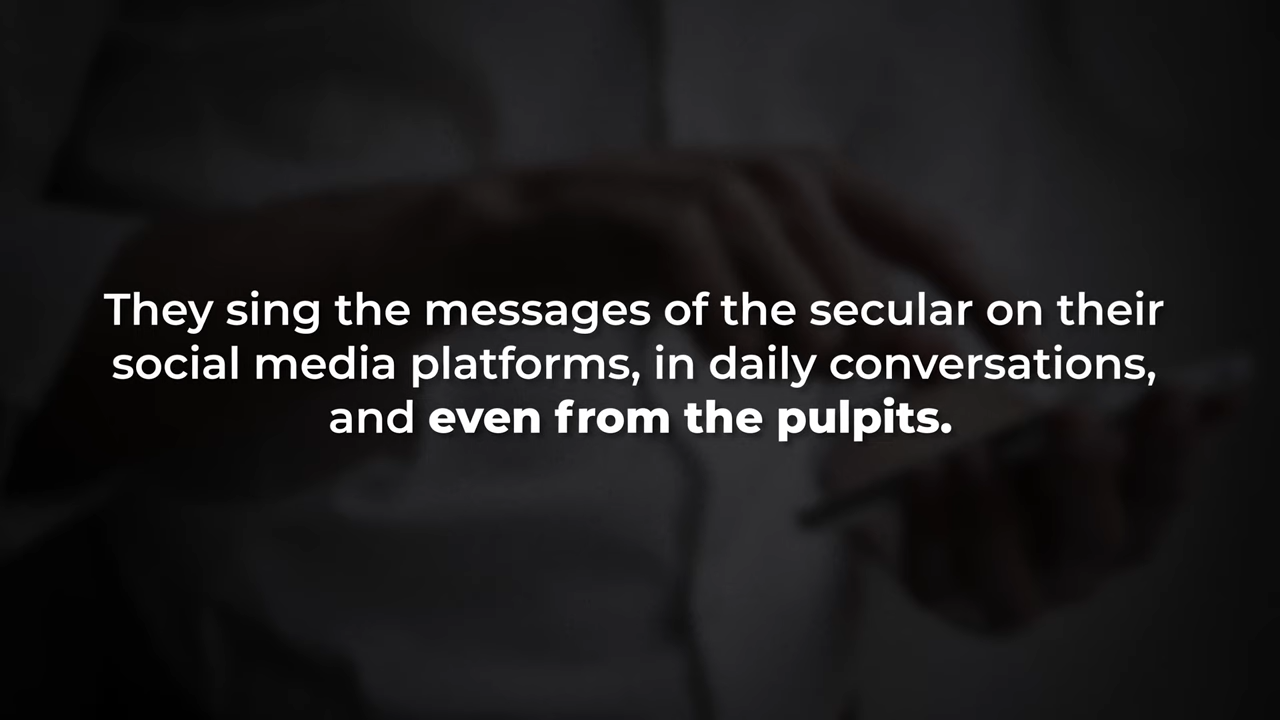 They sing the messages of the secular on their
social media platforms, in daily conversations,
and even from the pulpits.